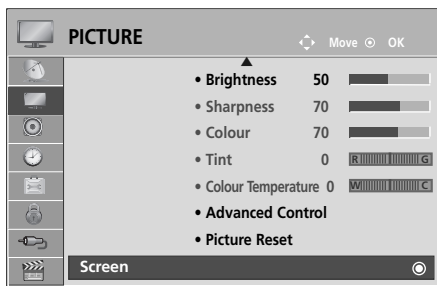 PICTURE
Move OK
• Brightness 50
• Sharpness 70
• Colour 70
• Tint 0 R G
• Colour Temperature 0 W C
• Advanced Control
• Picture Reset
Screen